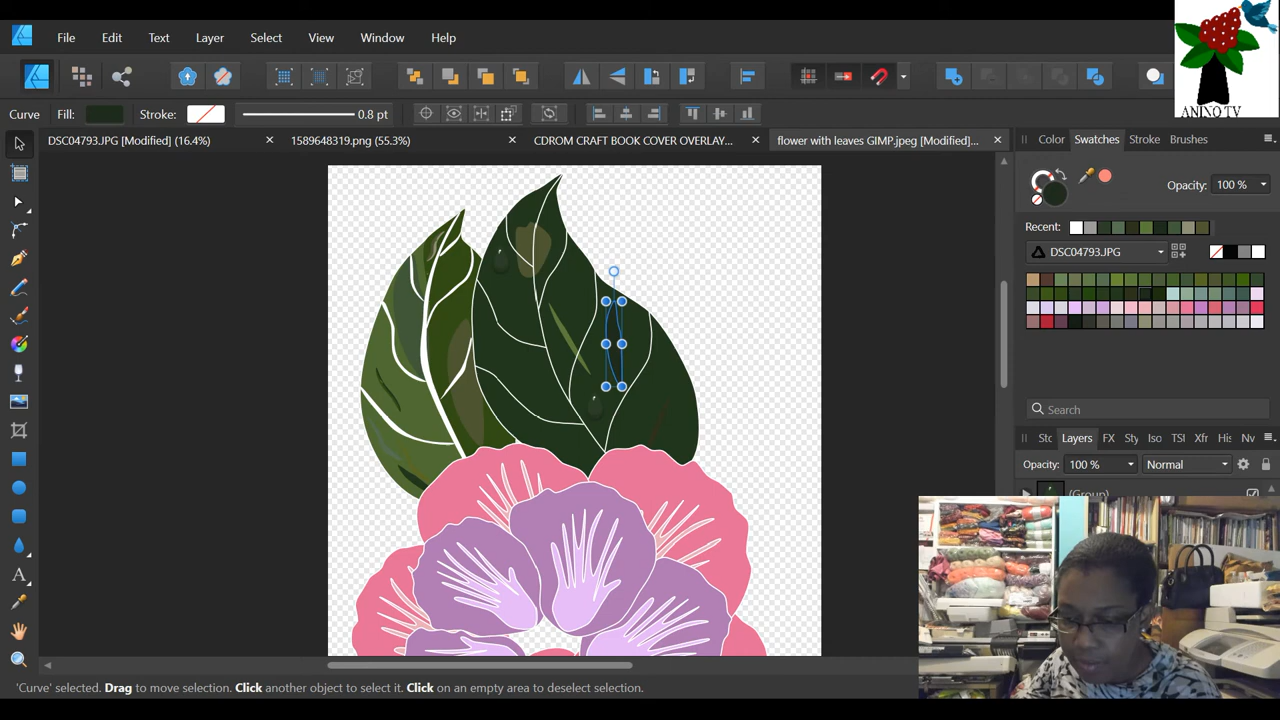 File Edit Text Layer Select View Window Help
ANINO TV
Curve Fill: Stroke: 0.8 pt
DSC04793.JPG [Modified] (16.4%) 1589648319.png (55.3%) CDROM CRAFT BOOK COVER OVERLAY... flower with leaves GIMP.jpeg [Modified]...
Color Swatches Stroke Brushes
Opacity: 100 %
Recent:
DSC04793.JPG
Search
Stc Layers FX Sty Iso TSI Xfr His Nv
Opacity: 100 % Normal
(Group)
'Curve' selected. Drag to move selection. Click another object to select it. Click on an empty area to deselect selection.